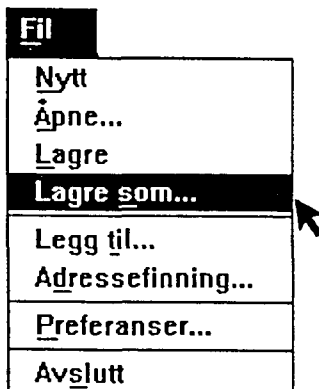 Fil
Nytt
Åpne...
Lagre
Lagre som...
Legg til...
Adressefinning...
Preferanser...
Avslutt